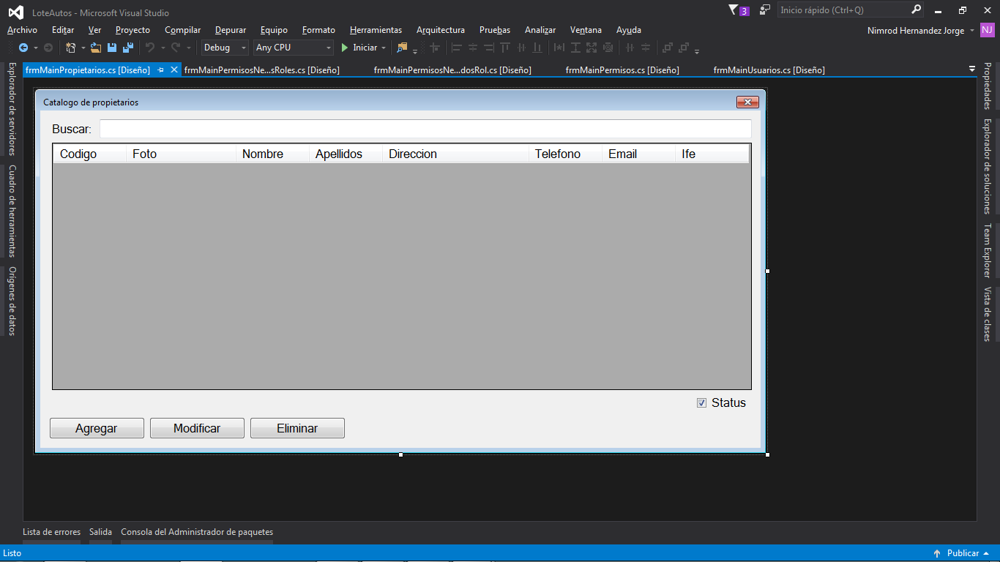 LoteAutos - Microsoft Visual Studio
3
Inicio rápido (Ctrl+Q)
Archivo Editar Ver Proyecto Compilar Depurar Equipo Formato Herramientas Arquitectura Pruebas Analizar Ventana Ayuda
Nimrod Hernandez Jorge NJ
Debug Any CPU Iniciar
frmMainPropietarios.cs [Diseño] frmMainPermisosNe...sRoles.cs [Diseño] frmMainPermisosNe...dosRol.cs [Diseño] frmMainPermisos.cs [Diseño] frmMainUsuarios.cs [Diseño]
Explorador de servidores
Cuadro de herramientas
Orígenes de datos
Catalogo de propietarios
Buscar:
Codigo Foto Nombre Apellidos Direccion Telefono Email Ife
Status
Agregar Modificar Eliminar
Propiedades
Explorador de soluciones
Team Explorer
Vista de clases
Lista de errores Salida Consola del Administrador de paquetes
Listo
Publicar